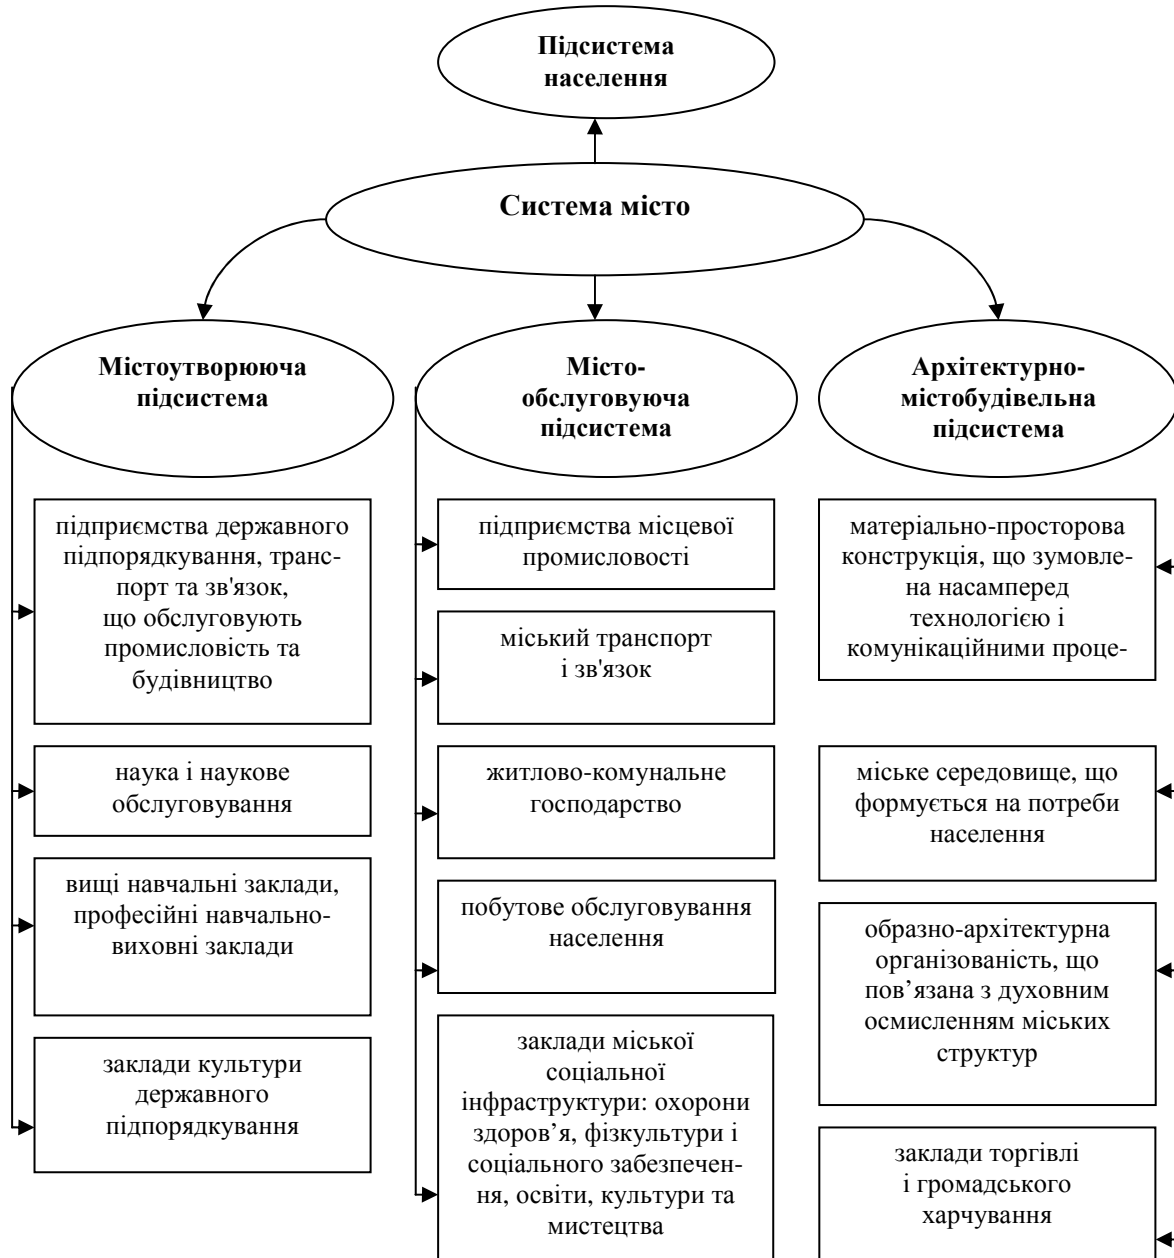 Підсистема
населення
Система місто
Містоутворююча
підсистема
підприємства державного
підпорядкування, транс-
порт та зв'язок,
що обслуговують
промисловість та
будівництво
наука і наукове
обслуговування
вищі навчальні заклади,
професійні навчально-
виховні заклади
заклади культури
державного
підпорядкування
Місто-
обслуговуюча
підсистема
підприємства місцевої
промисловості
міський транспорт
і зв'язок
житлово-комунальне
господарство
побутове обслуговування
населення
заклади міської
соціальної
інфраструктури: охорони
здоров’я, фізкультури і
соціального забезпечен-
ня, освіти, культури та
мистецтва
Архітектурно-
містобудівельна
підсистема
матеріально-просторова
конструкція, що зумовле-
на насамперед
технологією і
комунікаційними проце-
міське середовище, що
формується на потреби
населення
образно-архітектурна
організованість, що
пов’язана з духовним
осмисленням міських
структур
заклади торгівлі
і громадського
харчування